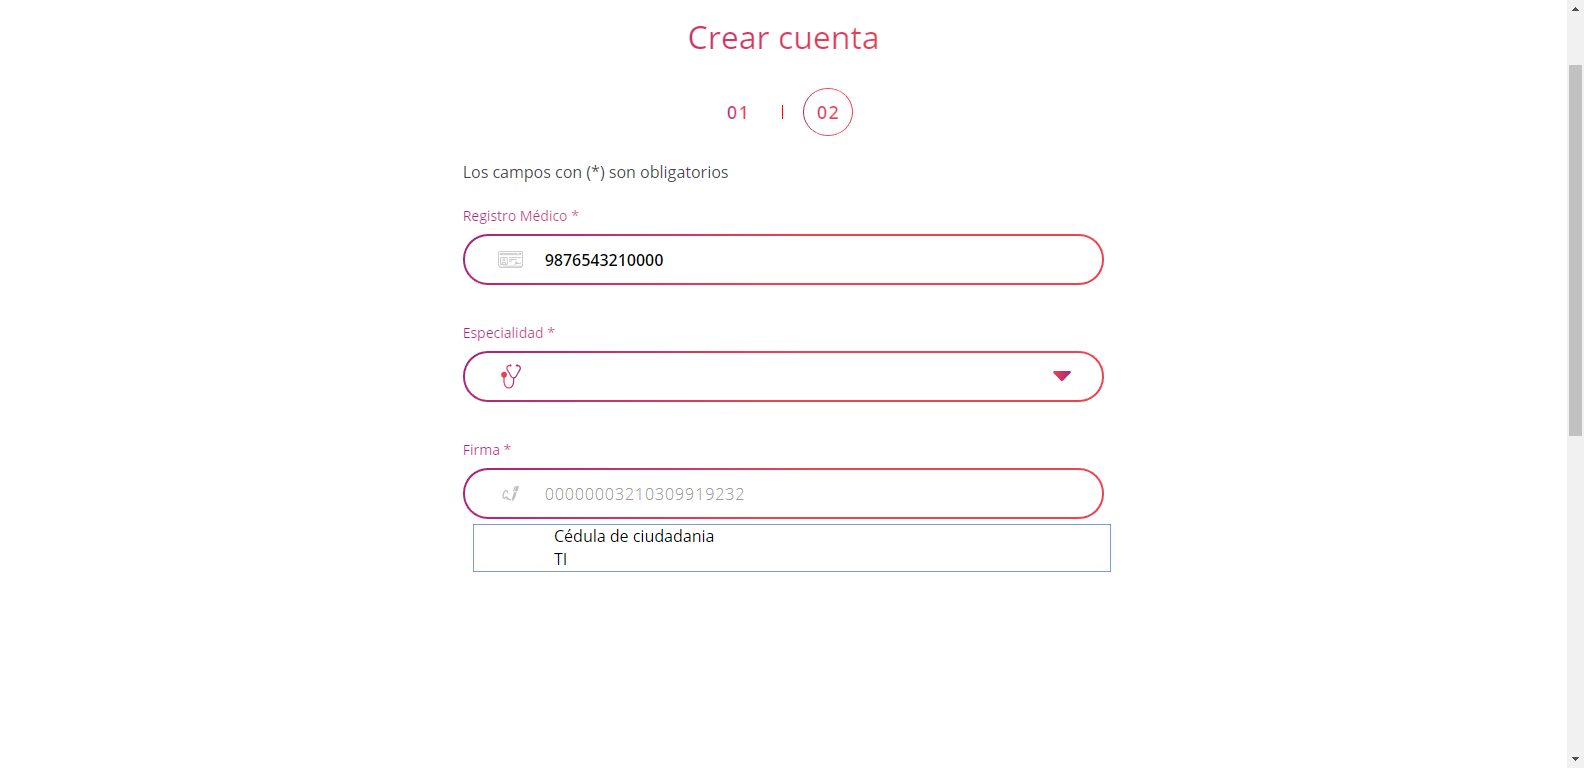 Crear cuenta
01 | 02
Los campos con (*) son obligatorios
Registro Médico *
9876543210000
Especialidad *
Firma *
00000003210309919232
Cédula de ciudadania
TI